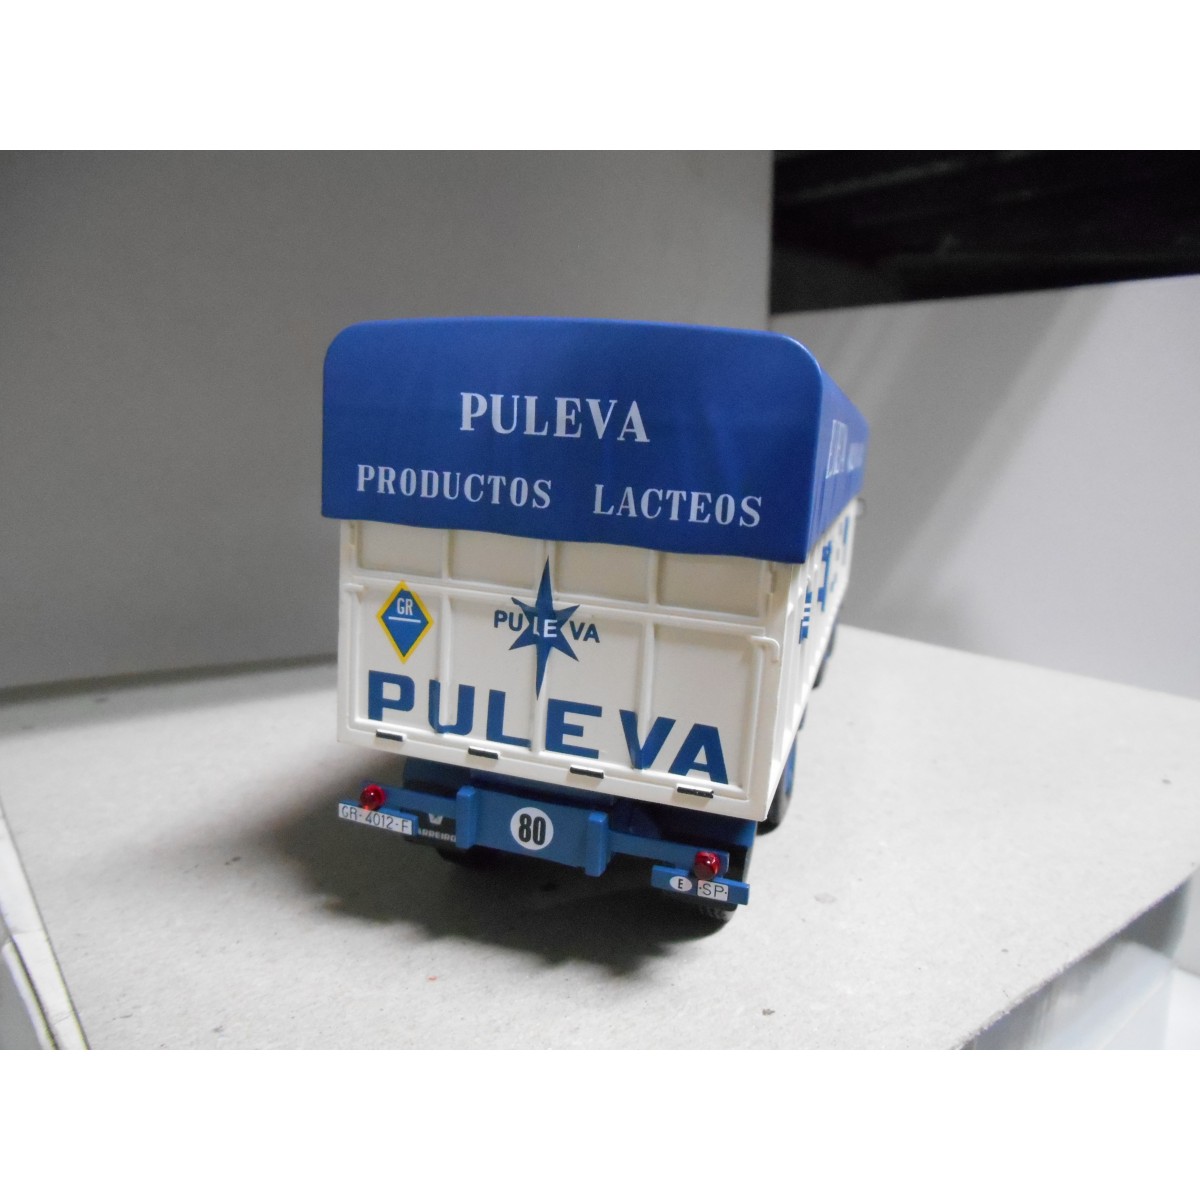 PULEVA
PRODUCTOS LACTEOS
GR
PULEVA
PULEVA
80
GR-4012-F
E
·SP·